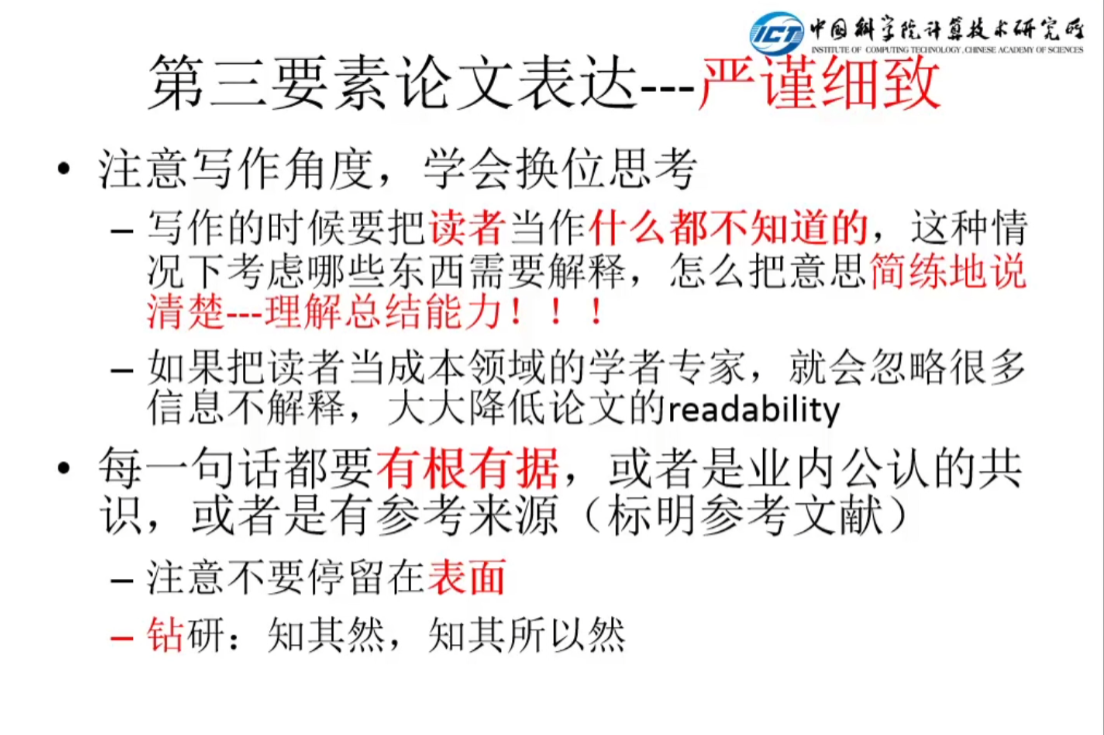 ICT 中国科学院计算技术研究所
INSTITUTE OF COMPUTING TECHNOLOGY, CHINESE ACADEMY OF SCIENCES
第三要素论文表达---严谨细致
• 注意写作角度，学会换位思考
– 写作的时候要把读者当作什么都不知道的，这种情
况下考虑哪些东西需要解释，怎么把意思简练地说
清楚---理解总结能力！！！
– 如果把读者当成本领域的学者专家，就会忽略很多
信息不解释，大大降低论文的readability
• 每一句话都要有根有据，或者是业内公认的共
识，或者是有参考来源（标明参考文献）
– 注意不要停留在表面
– 钻研：知其然，知其所以然